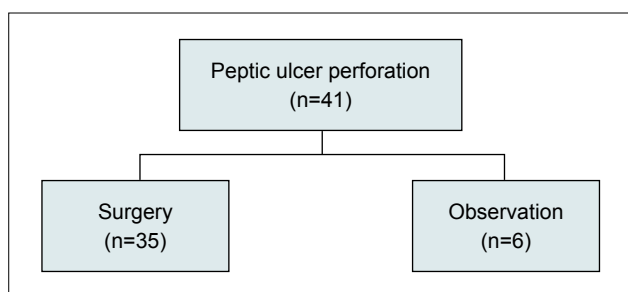 Peptic ulcer perforation
(n=41)
Surgery
(n=35)
Observation
(n=6)